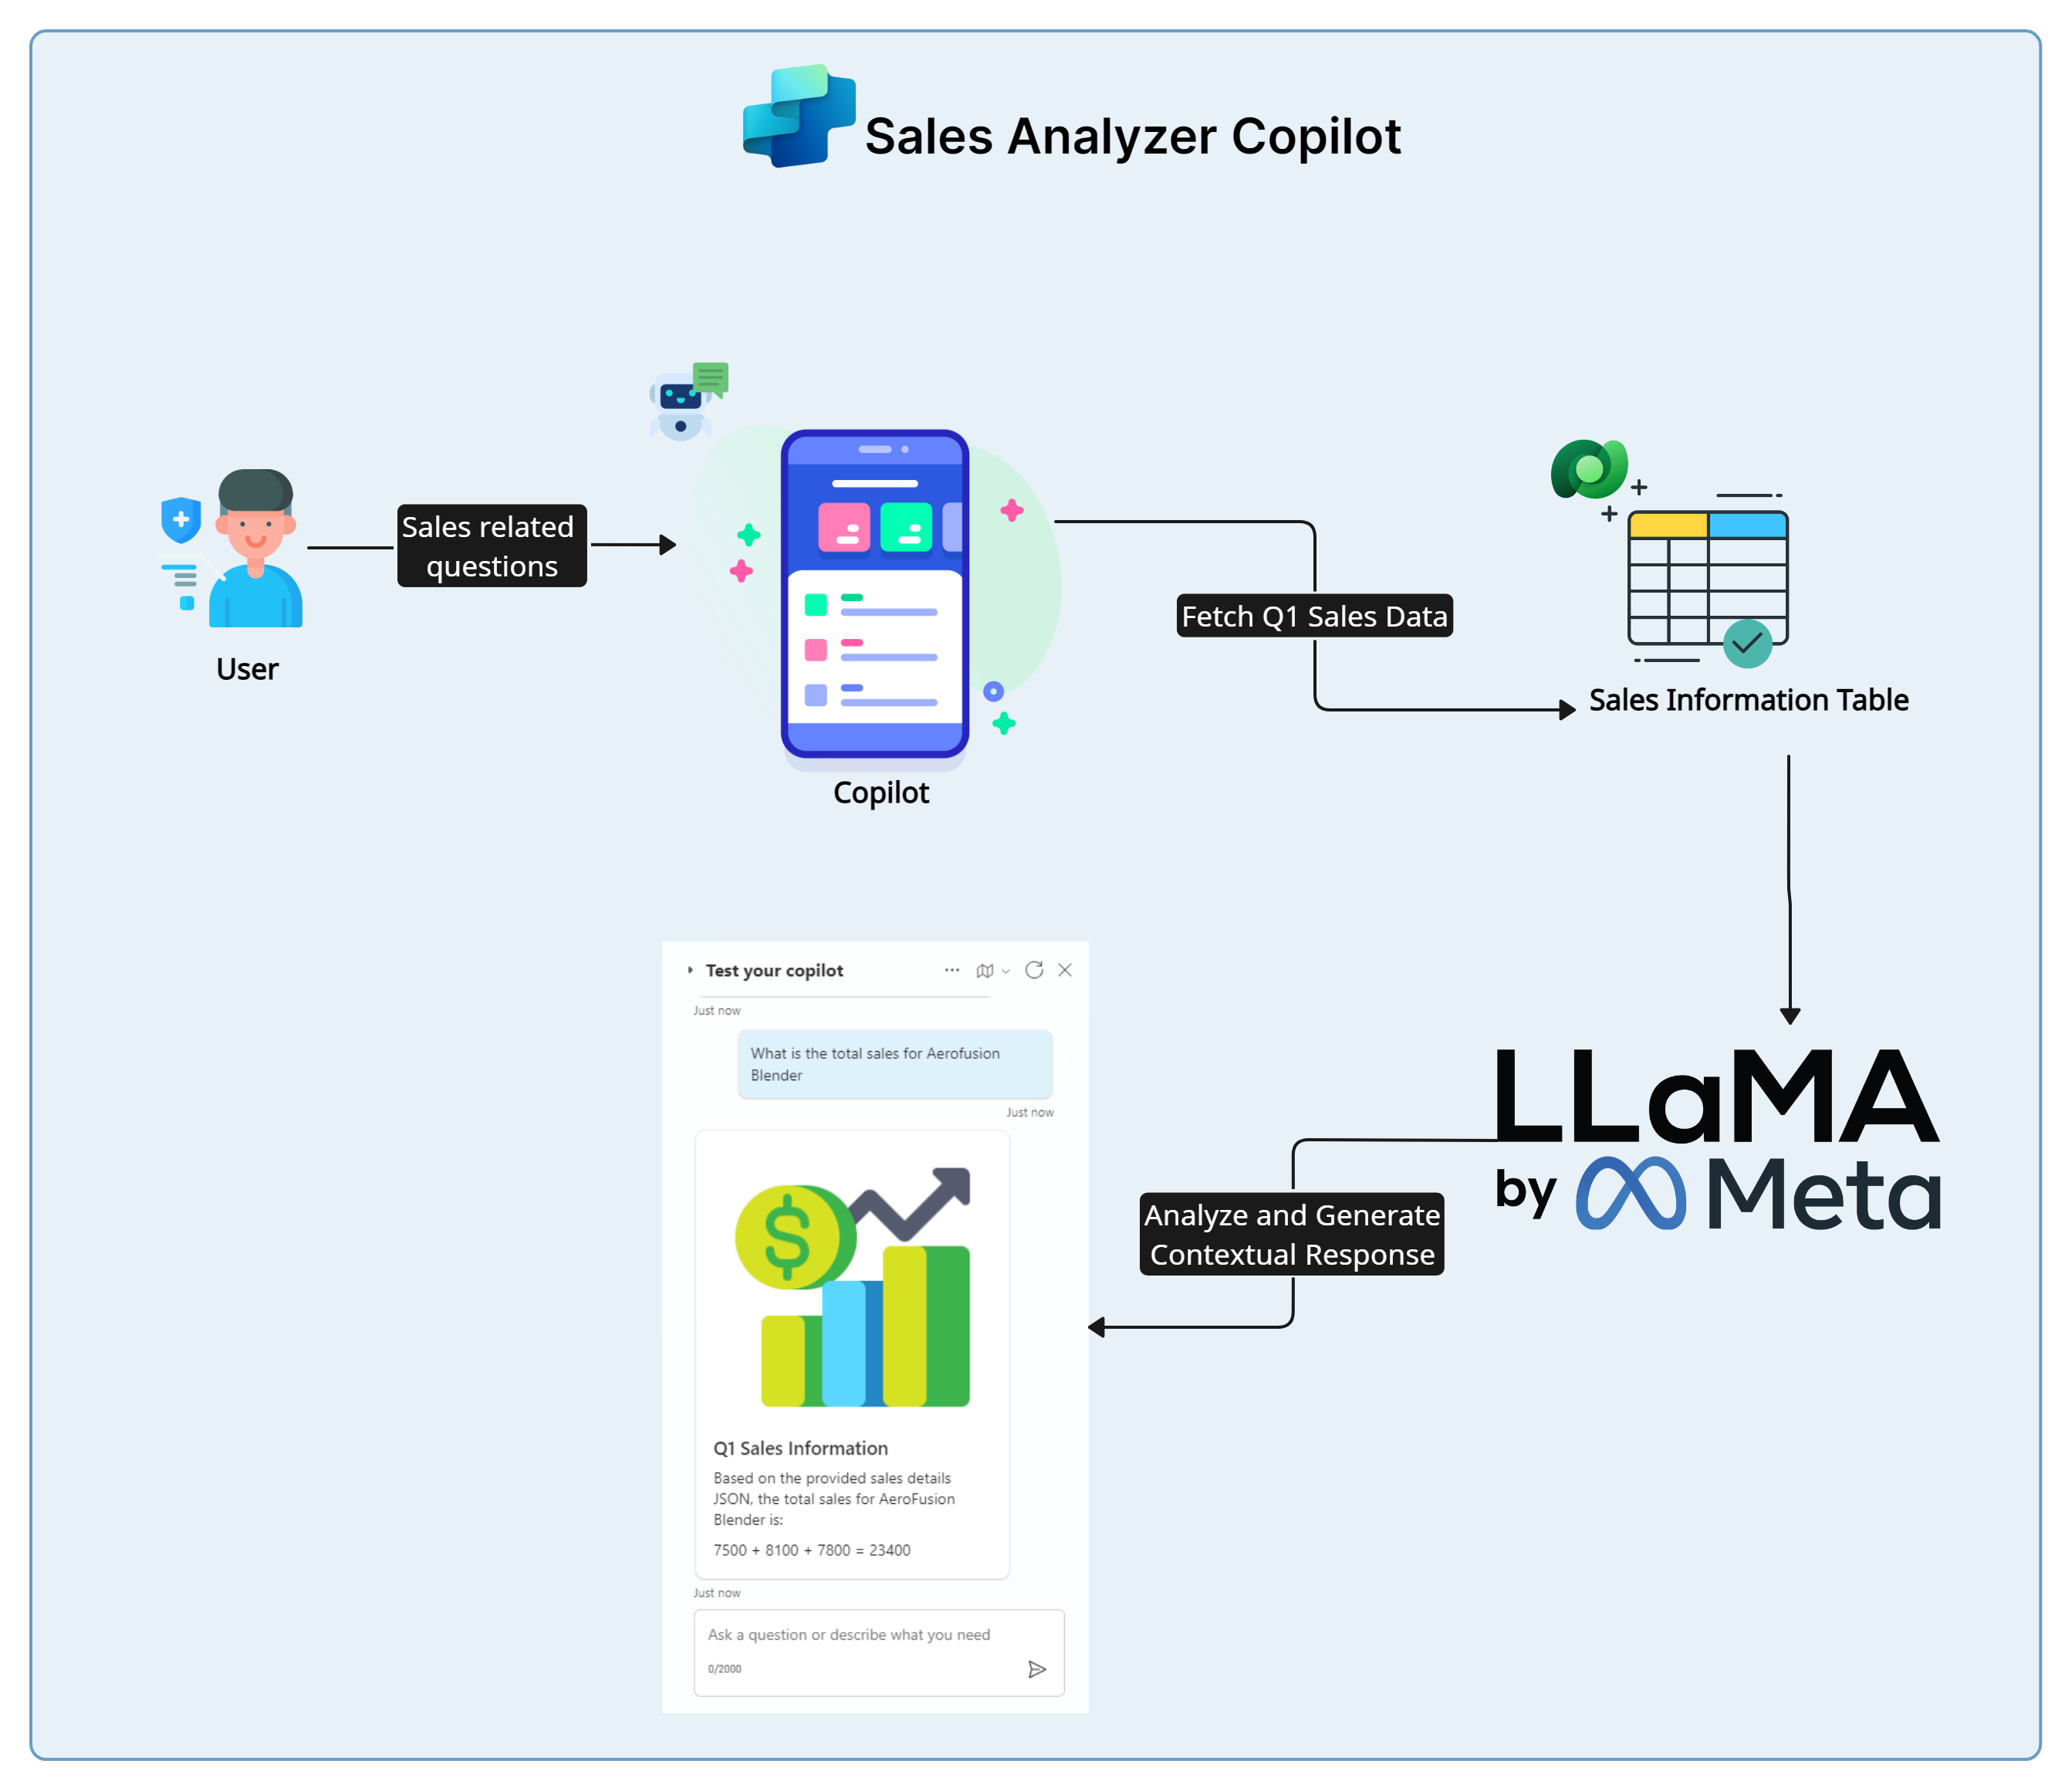 Sales Analyzer Copilot
Sales related
questions
User
Copilot
Fetch Q1 Sales Data
Sales Information Table
LLaMA
by Meta
Analyze and Generate
Contextual Response
Test your copilot
Just now
What is the total sales for Aerofusion
Blender
Just now
$
Q1 Sales Information
Based on the provided sales details
JSON, the total sales for AeroFusion
Blender is:
7500 + 8100 + 7800 = 23400
Just now
Ask a question or describe what you need
0/2000